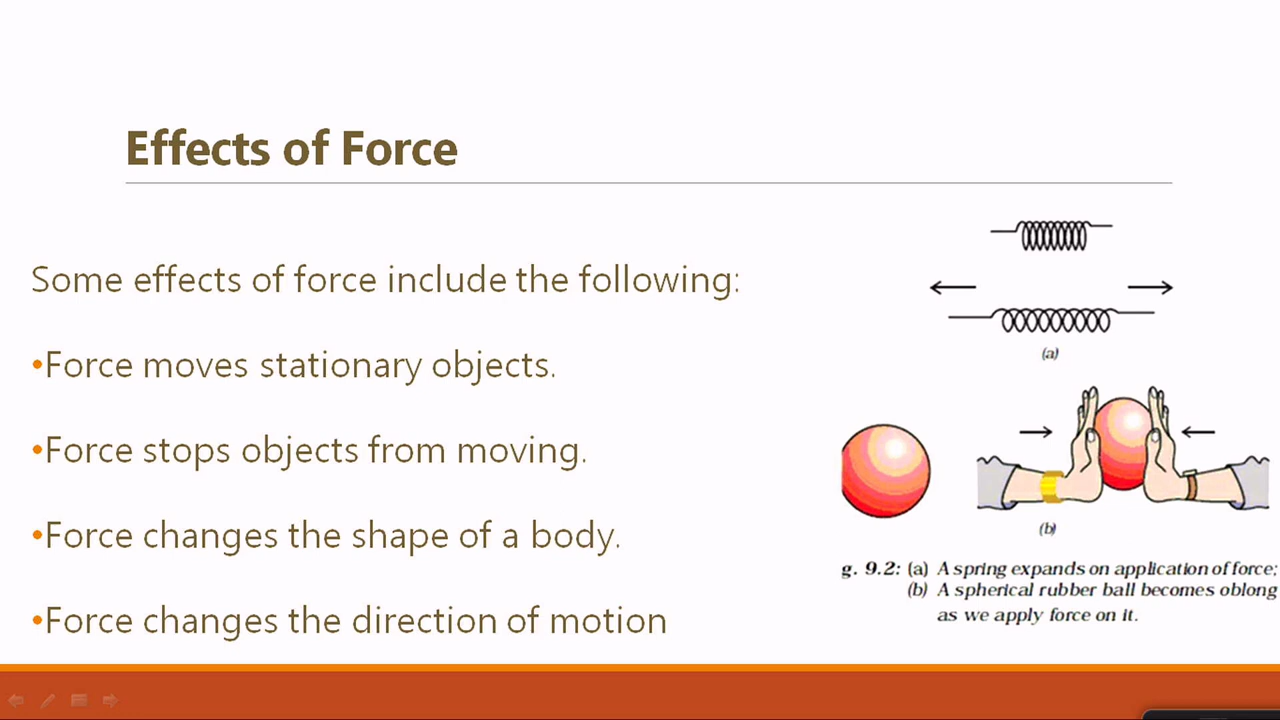 Effects of Force
Some effects of force include the following:
•Force moves stationary objects.
•Force stops objects from moving.
•Force changes the shape of a body.
•Force changes the direction of motion
(a)
(b)
g. 9.2: (a) A spring expands on application of force;
(b) A spherical rubber ball becomes oblong
as we apply force on it.